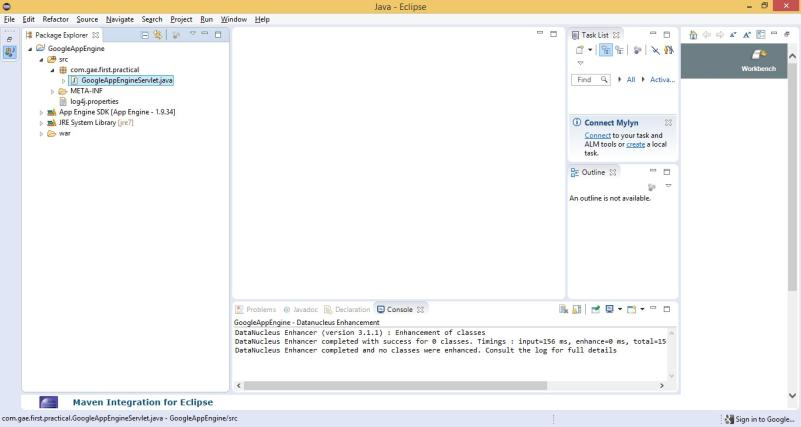 Java - Eclipse
File Edit Refactor Source Navigate Search Project Run Window Help
Package Explorer
GoogleAppEngine
src
com.gae.first.practical
GoogleAppEngineServlet.java
META-INF
log4j.properties
App Engine SDK [App Engine - 1.9.34]
JRE System Library [jre7]
war
Task List
Find All Activa...
Connect Mylyn
Connect to your task and
ALM tools or create a local
task.
Outline
An outline is not available.
Workbench
Problems Javadoc Declaration Console
GoogleAppEngine - Datanucleus Enhancement
DataNucleus Enhancer (version 3.1.1) : Enhancement of classes
DataNucleus Enhancer completed with success for 0 classes. Timings : input=156 ms, enhance=0 ms, total=15
DataNucleus Enhancer completed and no classes were enhanced. Consult the log for full details
Maven Integration for Eclipse
com.gae.first.practical.GoogleAppEngineServlet.java - GoogleAppEngine/src
Sign in to Google...